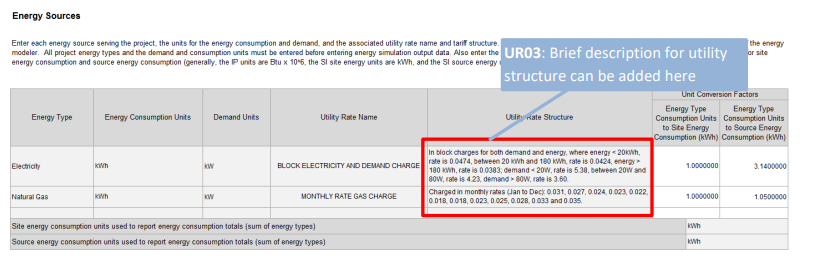 Energy Sources
Enter each energy source serving the project, the units for the energy consumption and demand, and the associated utility rate name and tariff structure. the energy
modeler. All project energy types and the demand and consumption units must be entered before entering energy simulation output data. Also enter the or site
energy consumption and source energy consumption (generally, the IP units are Btu x 10^6, the SI site energy units are kWh, and the SI source energy
UR03: Brief description for utility
structure can be added here
Unit Conversion Factors
Energy Type
Energy Consumption Units
Demand Units
Utility Rate Name
Utility Rate Structure
Energy Type
Consumption Units
to Site Energy
Consumption (kWh)
Energy Type
Consumption Units
to Source Energy
Consumption (kWh)
Electricity
kWh
kW
BLOCK ELECTRICITY AND DEMAND CHARGE
In block charges for both demand and energy, where energy < 20kWh,
rate is 0.0474, between 20 kWh and 180 kWh, rate is 0.0424, energy >
180 kWh, rate is 0.0383; demand < 20W, rate is 5.38, between 20W and
80W, rate is 4.23, demand > 80W, rate is 3.60.
1.0000000
3.1400000
Natural Gas
kWh
kW
MONTHLY RATE GAS CHARGE
Charged in monthly rates (Jan to Dec): 0.031, 0.027, 0.024, 0.023, 0.022,
0.018, 0.018, 0.023, 0.025, 0.028, 0.033 and 0.035.
1.0000000
1.0500000
Site energy consumption units used to report energy consumption totals (sum of energy types)
kWh
Source energy consumption units used to report energy consumption totals (sum of energy types)
kWh